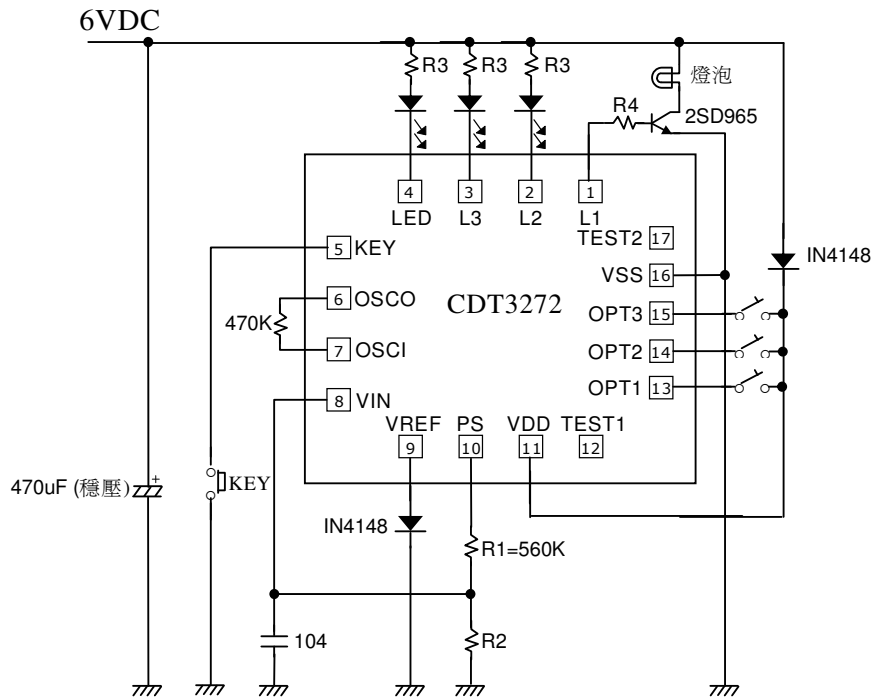 6VDC
R3
R3
R3
燈泡
R4
2SD965
4
3
2
1
LED
L3
L2
L1
TEST2 17
5 KEY
IN4148
VSS 16
6 OSCO
CDT3272
OPT3 15
470K
7 OSCI
OPT2 14
OPT1 13
8 VIN
VREF
PS
VDD
TEST1
9
10
11
12
470uF (穩壓)
+
KEY
IN4148
R1=560K
104
R2